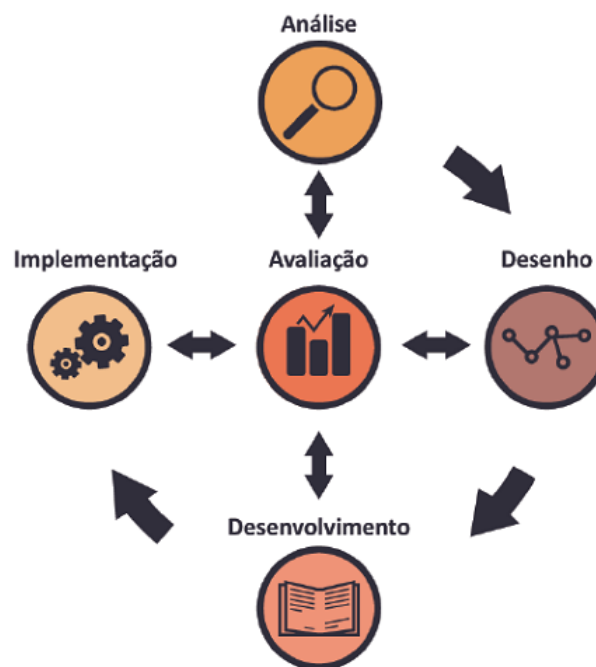 Análise
Implementação
Avaliação
Desenho
Desenvolvimento